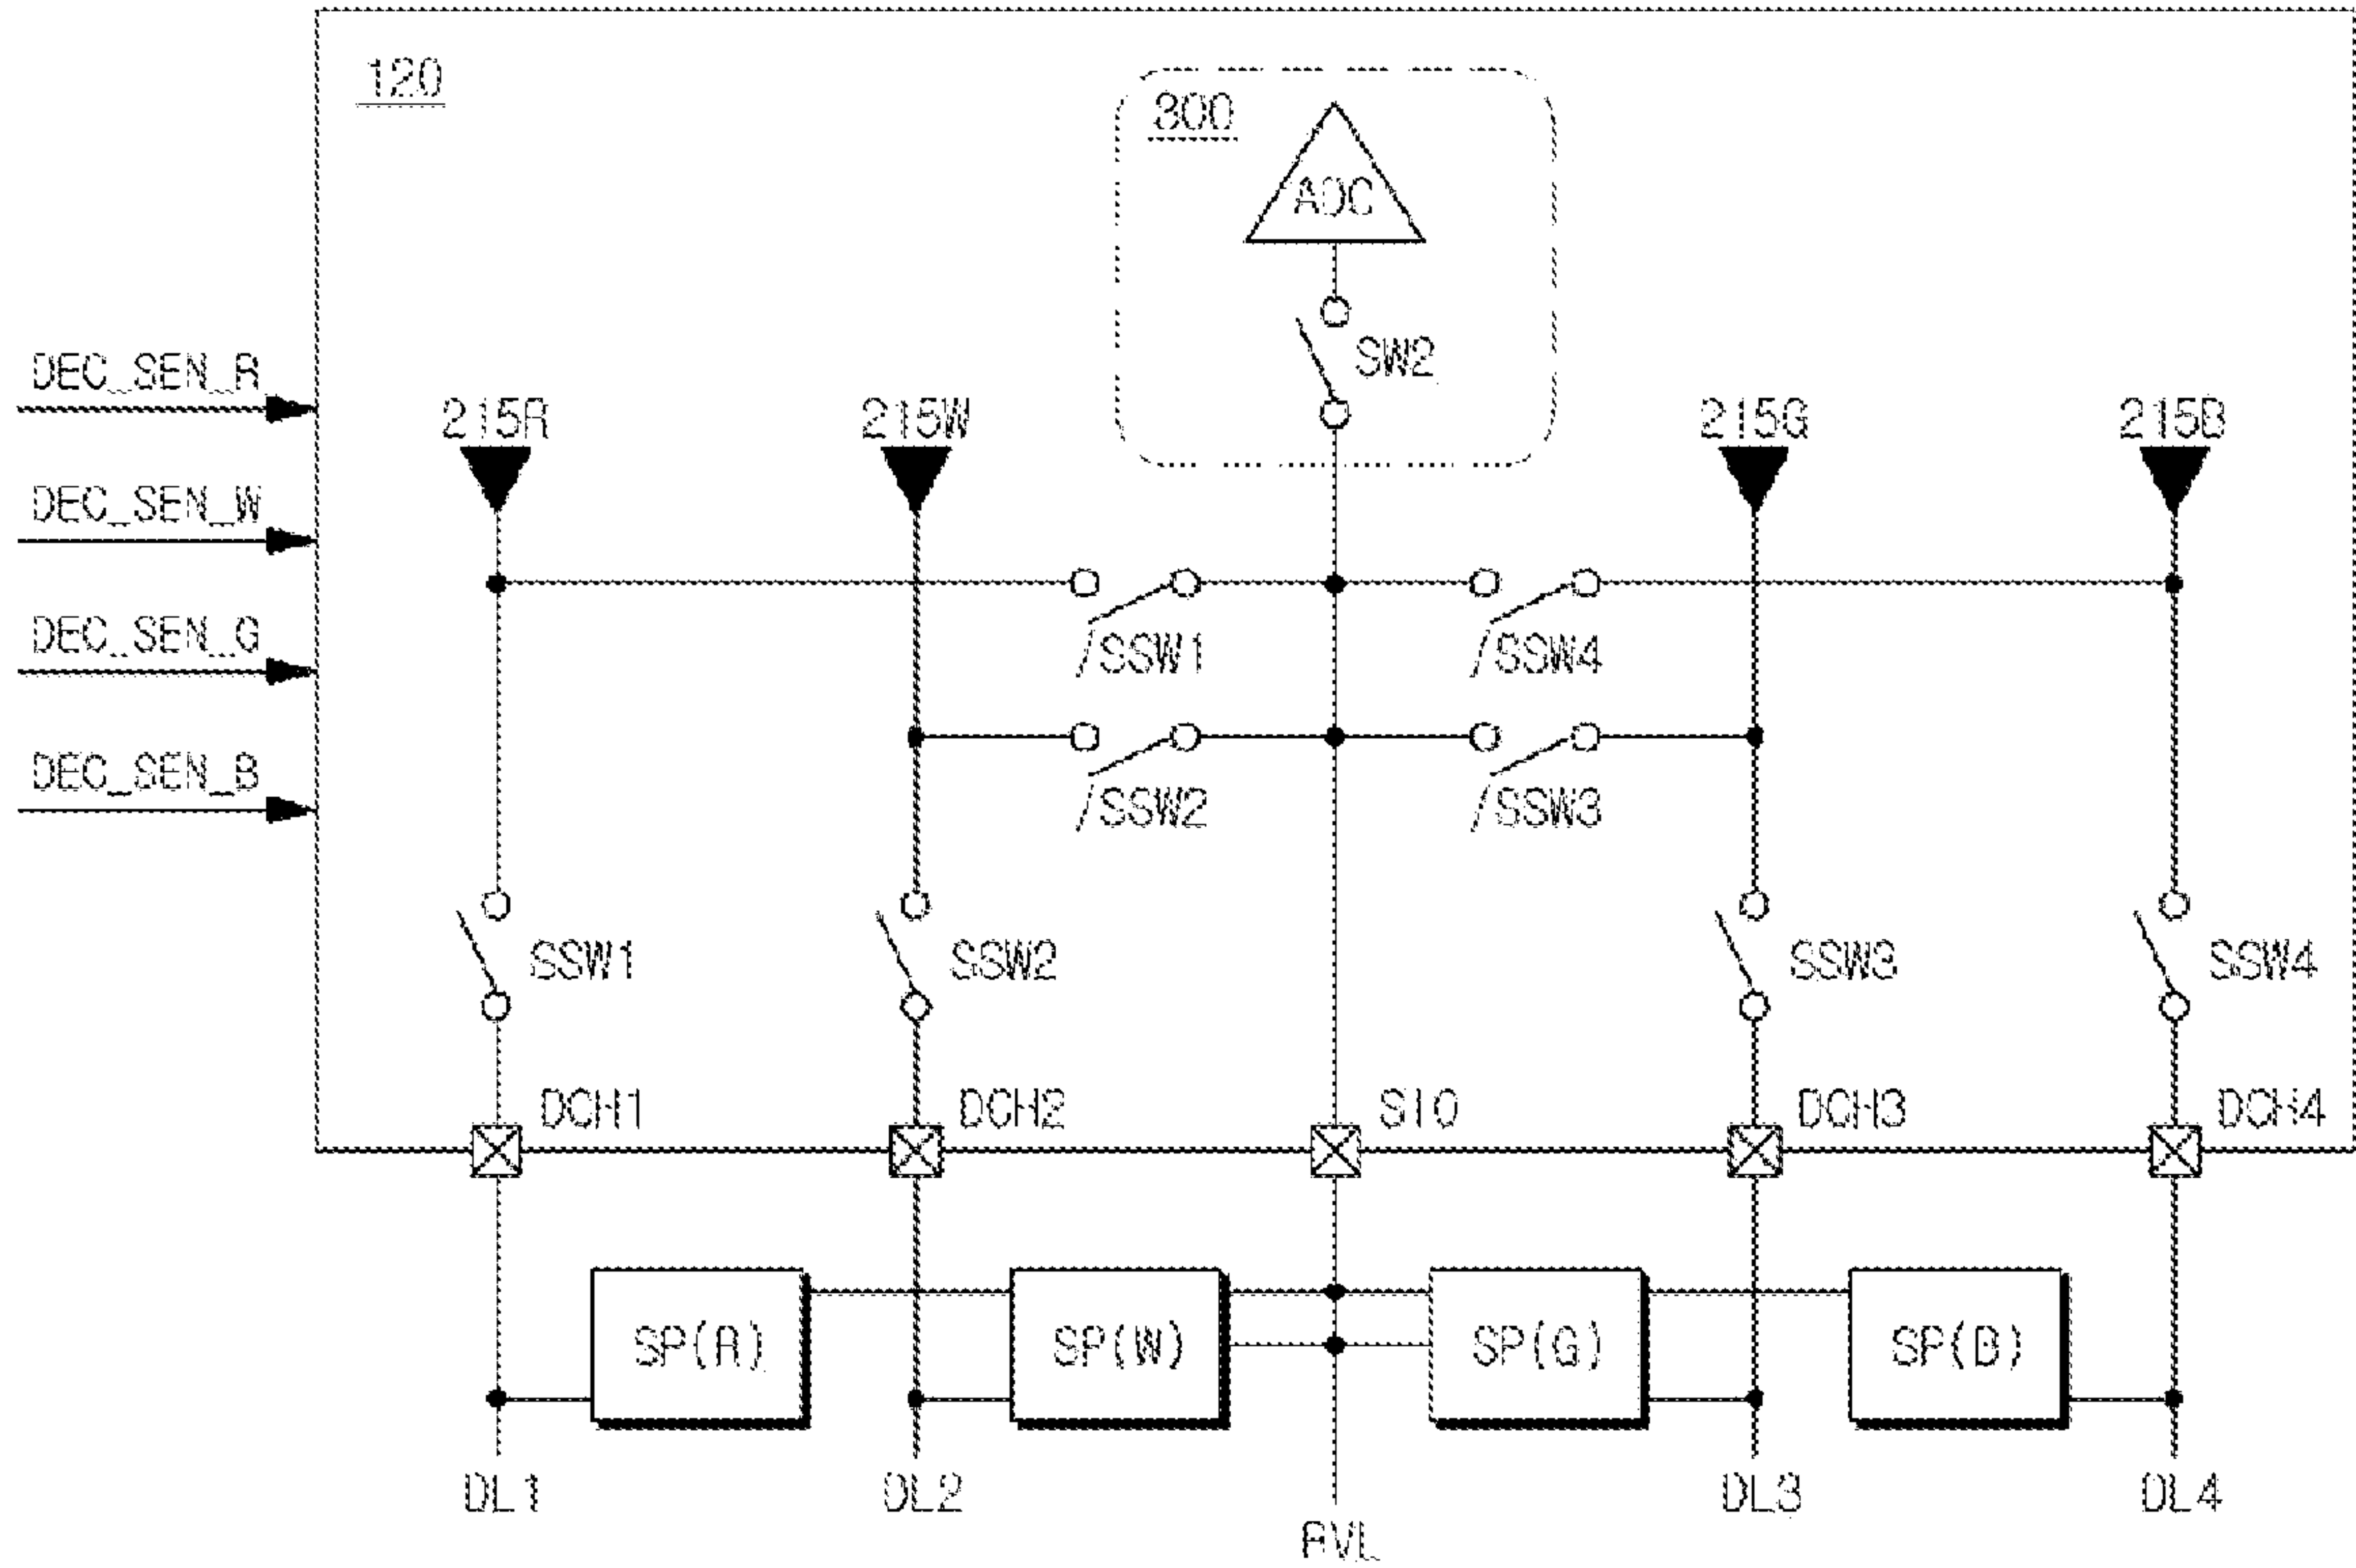 120
300
ADC
SW2
DEC_SEN_R
DEC_SEN_W
DEC_SEN_G
DEC_SEN_B
215R
215W
215G
215B
/SSW1
/SSW4
/SSW2
/SSW3
SSW1
SSW2
SSW3
SSW4
DCH1
DCH2
SIO
DCH3
DCH4
SP(R)
SP(W)
SP(G)
SP(B)
DL1
DL2
RVL
DL3
DL4